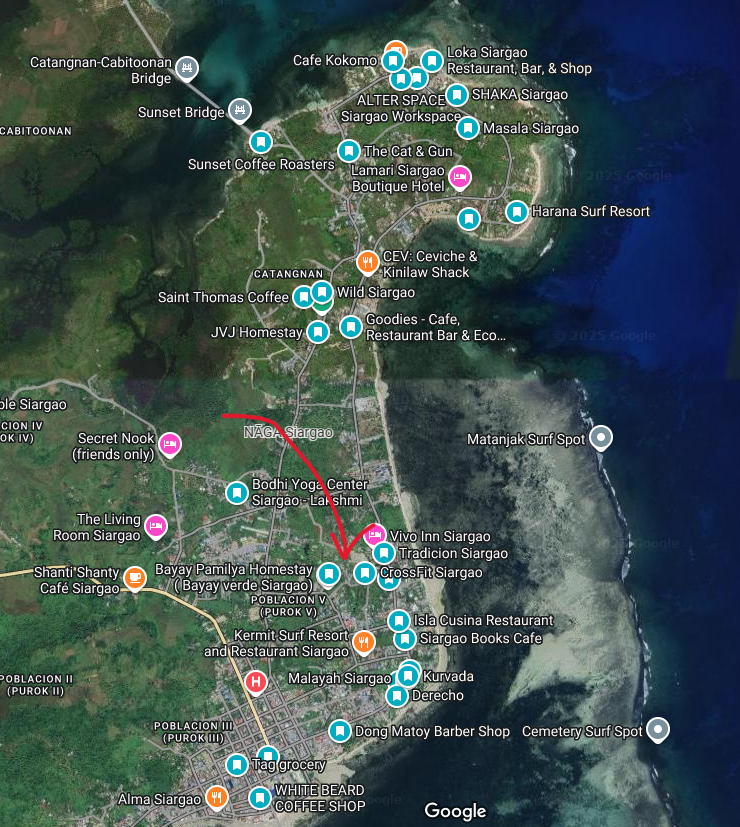 Catangnan-Cabitoonan
Bridge
Cafe Kokomo
Loka Siargao
Restaurant, Bar, & Shop
ALTER SPACE
Siargao Workspace
SHAKA Siargao
Sunset Bridge
CABITOONAN
Masala Siargao
Sunset Coffee Roasters
The Cat & Gun
Lamari Siargao
Boutique Hotel
© 2025 Google
Harana Surf Resort
CEV: Ceviche &
Kinilaw Shack
CATANGNAN
Saint Thomas Coffee
Wild Siargao
JVJ Homestay
Goodies - Cafe,
Restaurant Bar & Eco...
© 2025 Google
ple Siargao
CION IV
OK IV)
NAGA Siargao
Secret Nook
(friends only)
Matanjak Surf Spot
Bodhi Yoga Center
Siargao - Lakshmi
The Living
Room Siargao
Vivo Inn Siargao
Tradicion Siargao
Shanti Shanty
Café Siargao
Bayay Pamilya Homestay
( Bayay verde Siargao)
CrossFit Siargao
POBLACION V
(PUROK V)
Isla Cusina Restaurant
Kermit Surf Resort
and Restaurant Siargao
Siargao Books Cafe
POBLACION II
(PUROK II)
Malayah Siargao
Kurvada
Derecho
H
POBLACION III
(PUROK III)
Dong Matoy Barber Shop
Cemetery Surf Spot
Tag grocery
Alma Siargao
WHITE BEARD
COFFEE SHOP
Google